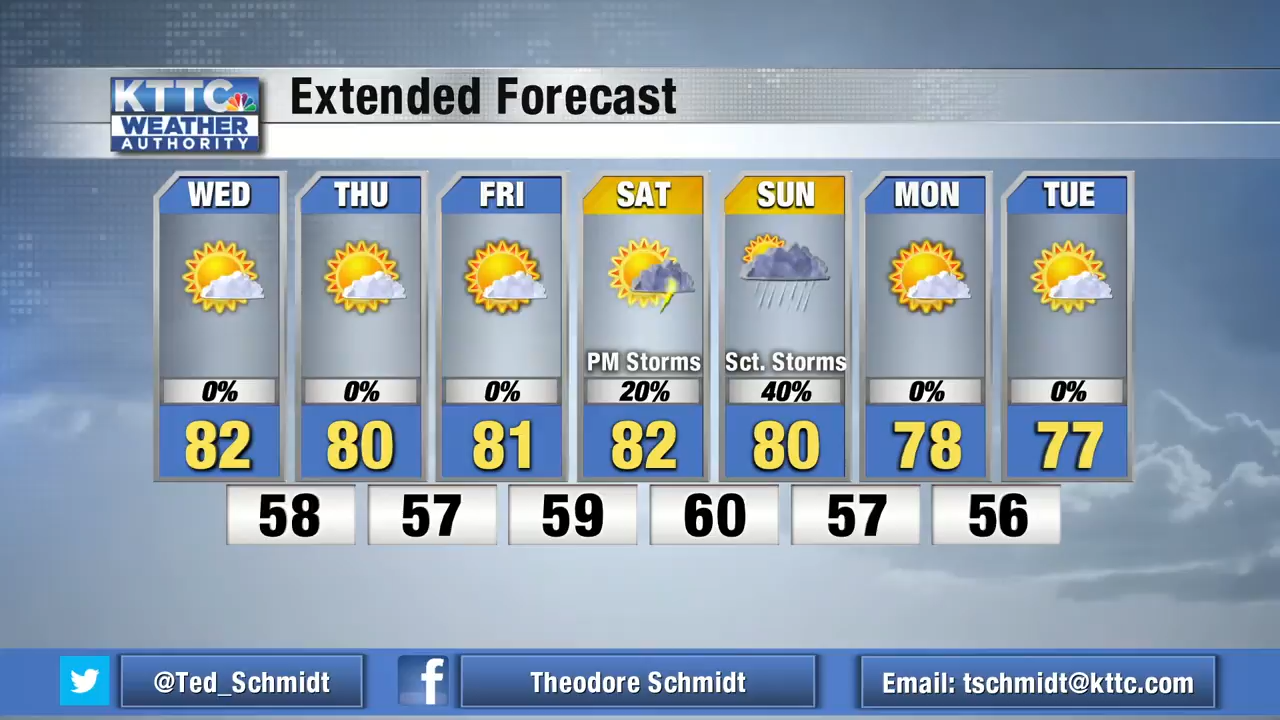 KTTC
WEATHER
AUTHORITY
Extended Forecast
WED THU FRI SAT SUN MON TUE
PM Storms Sct. Storms
0% 0% 0% 20% 40% 0% 0%
82 80 81 82 80 78 77
58 57 59 60 57 56
@Ted_Schmidt f Theodore Schmidt Email: tschmidt@kttc.com